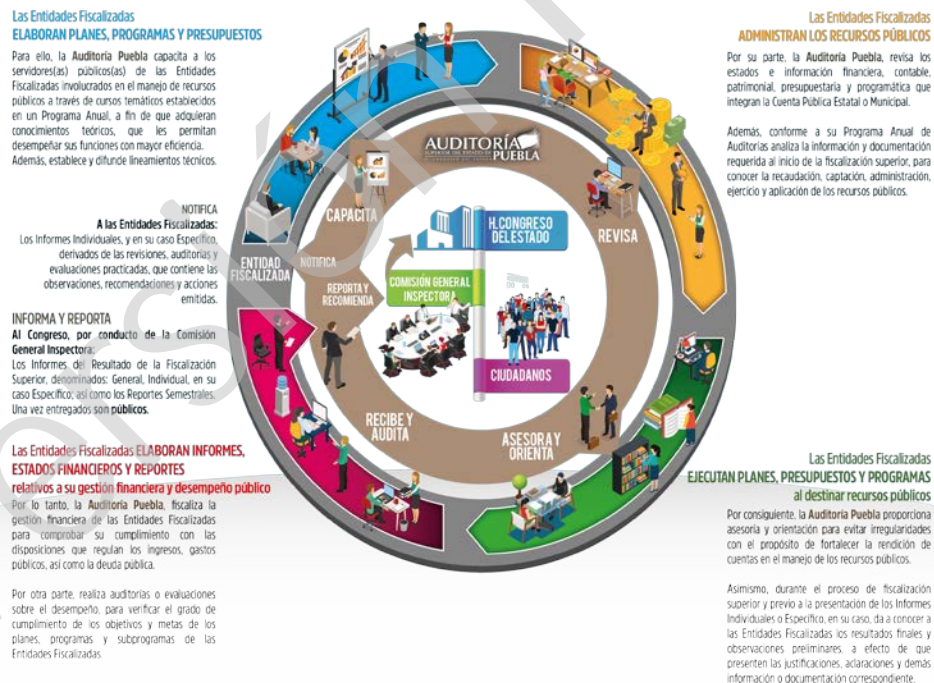 Las Entidades Fiscalizadas
ELABORAN PLANES, PROGRAMAS Y PRESUPUESTOS
Para ello, la Auditoría Puebla capacita a los
servidores(as) públicos(as) de las Entidades
Fiscalizadas involucrados en el manejo de recursos
públicos a través de cursos temáticos establecidos
en un Programa Anual, a fin de que adquieran
conocimientos teóricos, que les permitan
desempeñar sus funciones con mayor eficiencia.
Además, establece y difunde lineamientos técnicos.
NOTIFICA
A las Entidades Fiscalizadas:
Los Informes Individuales, y en su caso Específico,
derivados de las revisiones, auditorías y
evaluaciones practicadas, que contiene las
observaciones, recomendaciones y acciones
emitidas.
INFORMA Y REPORTA
Al Congreso, por conducto de la Comisión
General Inspectora:
Los Informes del Resultado de la Fiscalización
Superior, denominados: General, Individual, en su
caso Específico; así como los Reportes Semestrales.
Una vez entregados son públicos.
Las Entidades Fiscalizadas ELABORAN INFORMES,
ESTADOS FINANCIEROS Y REPORTES
relativos a su gestión financiera y desempeño público
Por lo tanto, la Auditoría Puebla, fiscaliza la
gestión financiera de las Entidades Fiscalizadas
para comprobar su cumplimiento con las
disposiciones que regulan los ingresos, gastos
públicos, así como la deuda pública.
Por otra parte, realiza auditorías o evaluaciones
sobre el desempeño, para verificar el grado de
cumplimiento de los objetivos y metas de los
planes, programas y subprogramas de las
Entidades Fiscalizadas.
AUDITORÍA
PUEBLA
CAPACITA
REVISA
ENTIDAD
FISCALIZADA
NOTIFICA
REPORTA Y
RECOMIENDA
H. CONGRESO
DEL ESTADO
COMISIÓN GENERAL
INSPECTORA
CIUDADANOS
RECIBE Y
AUDITA
ASESORA Y
ORIENTA
Las Entidades Fiscalizadas
ADMINISTRAN LOS RECURSOS PÚBLICOS
Por su parte, la Auditoría Puebla, revisa los
estados e información financiera, contable,
patrimonial, presupuestaria y programática que
integran la Cuenta Pública Estatal o Municipal.
Además, conforme a su Programa Anual de
Auditorías analiza la información y documentación
requerida al inicio de la fiscalización superior, para
conocer la recaudación, captación, administración,
ejercicio y aplicación de los recursos públicos.
Las Entidades Fiscalizadas
EJECUTAN PLANES, PRESUPUESTOS Y PROGRAMAS
al destinar recursos públicos
Por consiguiente, la Auditoría Puebla proporciona
asesoría y orientación para evitar irregularidades
con el propósito de fortalecer la rendición de
cuentas en el manejo de los recursos públicos.
Asimismo, durante el proceso de fiscalización
superior y previo a la presentación de los Informes
Individuales o Específico, en su caso, da a conocer a
las Entidades Fiscalizadas los resultados finales y
observaciones preliminares, a efecto de que
presenten las justificaciones, aclaraciones y demás
información o documentación correspondiente.